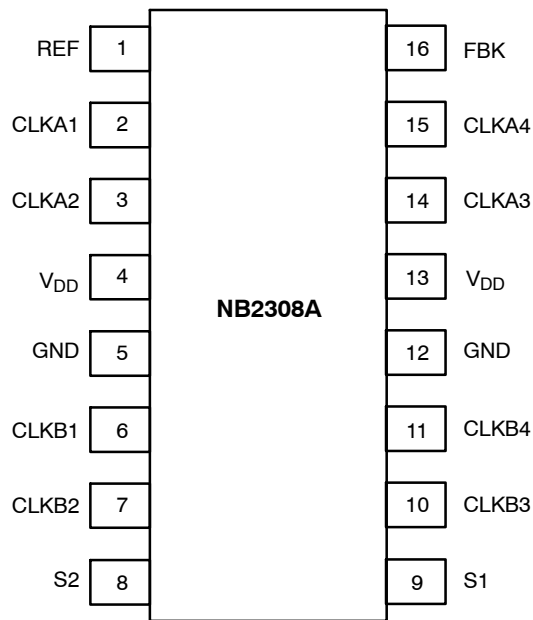 REF 1 16 FBK
CLKA1 2 15 CLKA4
CLKA2 3 14 CLKA3
VDD 4 13 VDD
NB2308A
GND 5 12 GND
CLKB1 6 11 CLKB4
CLKB2 7 10 CLKB3
S2 8 9 S1